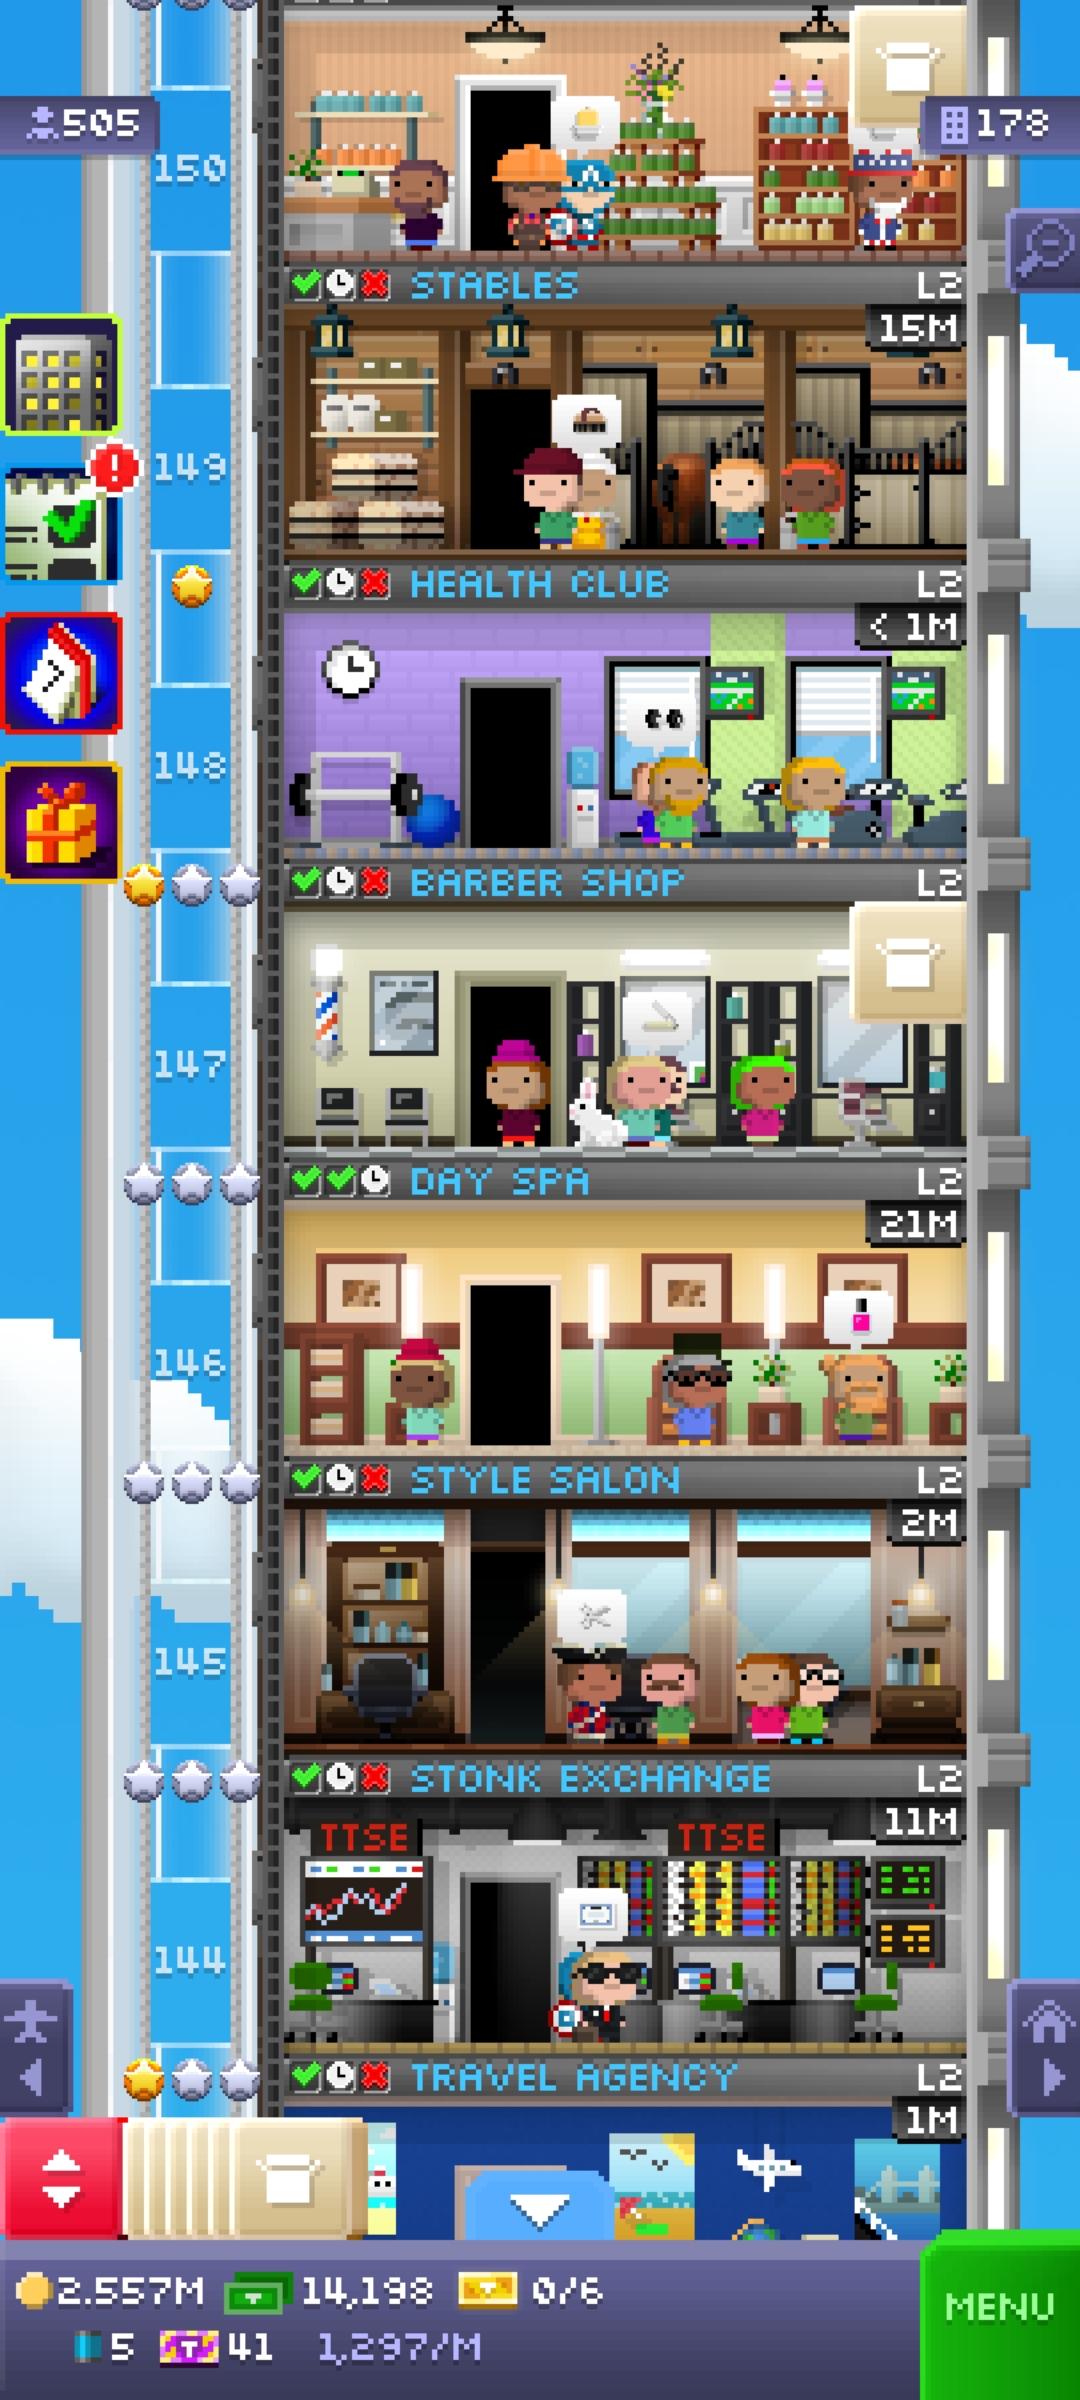 505
178
150
STABLES L2
15M
149
HEALTH CLUB L2
< 1M
148
BARBER SHOP L2
147
DAY SPA L2
21M
146
STYLE SALON L2
2M
145
STONK EXCHANGE L2
11M
TTSE TTSE
144
TRAVEL AGENCY L2
1M
2.557M 14,198 0/6
5 41 1,297/M
MENU